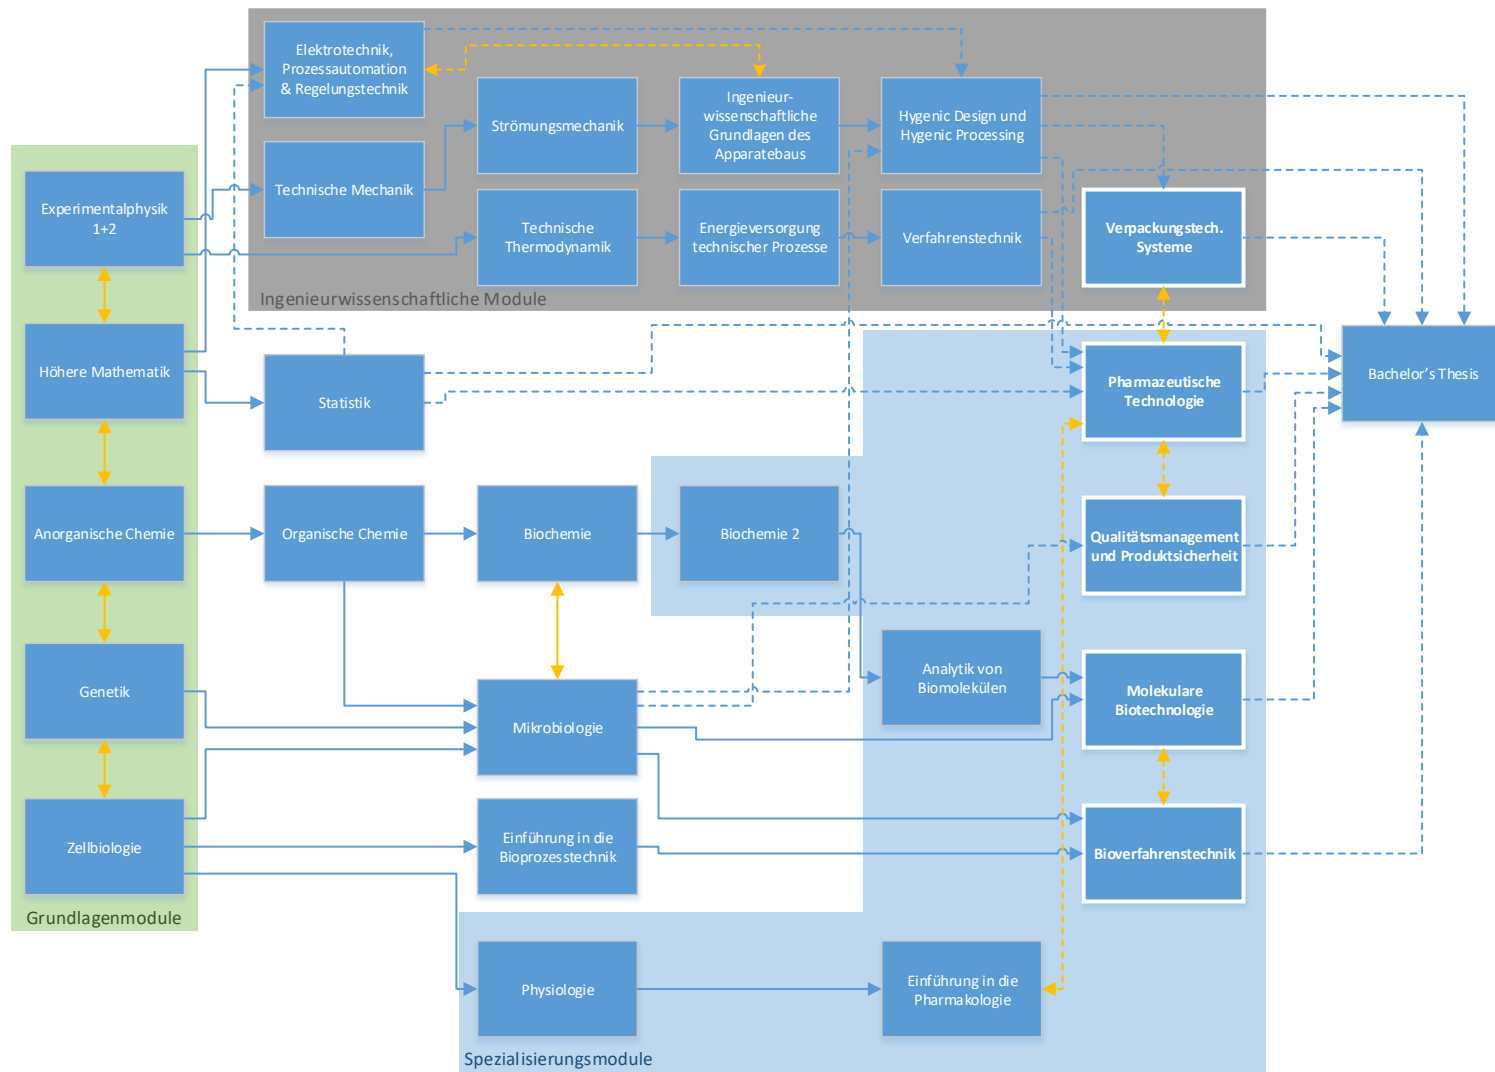 Elektrotechnik,
Prozessautomation
& Regelungstechnik
Strömungsmechanik
Ingenieur-
wissenschaftliche
Grundlagen des
Apparatebaus
Hygenic Design und
Hygenic Processing
Technische Mechanik
Experimentalphysik
1+2
Technische
Thermodynamik
Energieversorgung
technischer Prozesse
Verfahrenstechnik
Verpackungstech.
Systeme
Ingenieurwissenschaftliche Module
Höhere Mathematik
Statistik
Pharmazeutische
Technologie
Bachelor's Thesis
Anorganische Chemie
Organische Chemie
Biochemie
Biochemie 2
Qualitätsmanagement
und Produktsicherheit
Genetik
Mikrobiologie
Analytik von
Biomolekülen
Molekulare
Biotechnologie
Zellbiologie
Einführung in die
Bioprozesstechnik
Bioverfahrenstechnik
Grundlagenmodule
Physiologie
Einführung in die
Pharmakologie
Spezialisierungsmodule